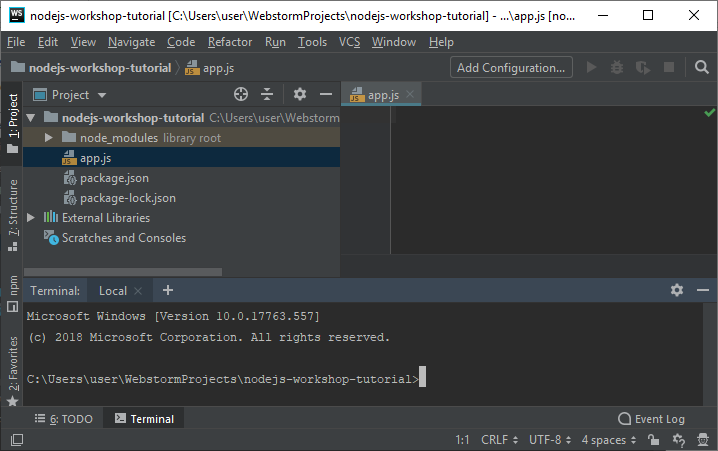 WS nodejs-workshop-tutorial [C:\Users\user\WebstormProjects\nodejs-workshop-tutorial] - ...\app.js [no...
File Edit View Navigate Code Refactor Run Tools VCS Window Help
nodejs-workshop-tutorial app.js Add Configuration...
1: Project
Project
app.js
nodejs-workshop-tutorial C:\Users\user\Webstorm
node_modules library root
JS app.js
package.json
package-lock.json
External Libraries
Scratches and Consoles
7: Structure
npm
2: Favorites
Terminal: Local +
Microsoft Windows [Version 10.0.17763.557]
(c) 2018 Microsoft Corporation. All rights reserved.
C:\Users\user\WebstormProjects\nodejs-workshop-tutorial>
6: TODO Terminal Event Log
1:1 CRLF UTF-8 4 spaces